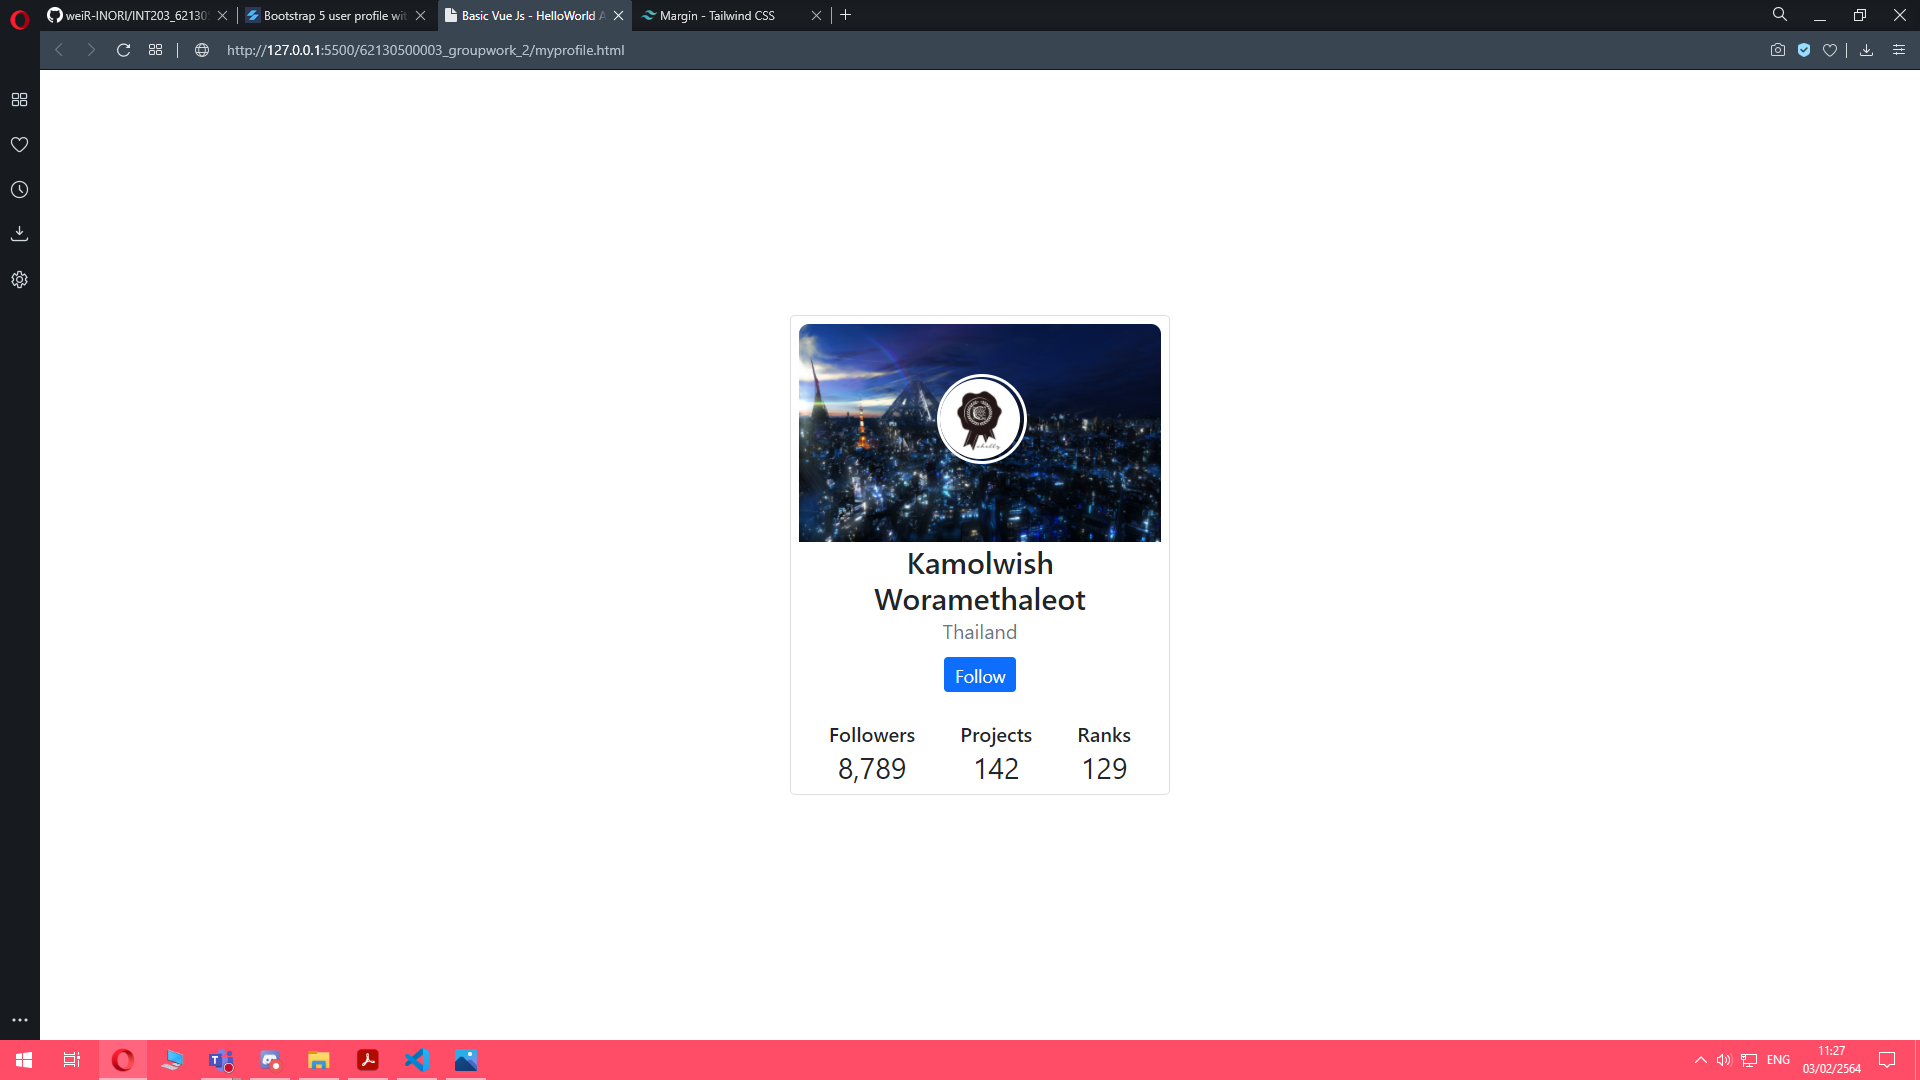 weiR-INORI/INT203_62130
Bootstrap 5 user profile wit
Basic Vue Js - HelloWorld A
Margin - Tailwind CSS
http://127.0.0.1:5500/62130500003_groupwork_2/myprofile.html
Kamolwish
Woramethaleot
Thailand
Follow
Followers Projects Ranks
8,789 142 129
ENG
11:27
03/02/2564